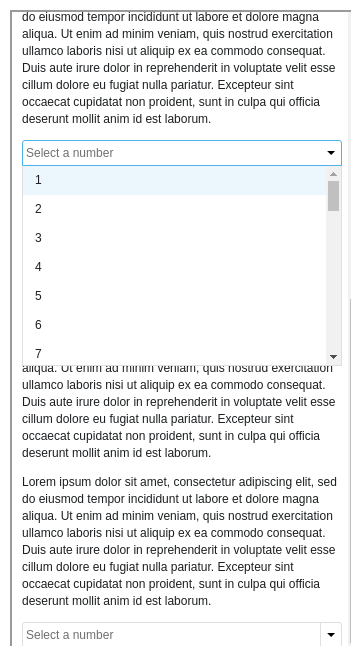 do eiusmod tempor incididunt ut labore et dolore magna
aliqua. Ut enim ad minim veniam, quis nostrud exercitation
ullamco laboris nisi ut aliquip ex ea commodo consequat.
Duis aute irure dolor in reprehenderit in voluptate velit esse
cillum dolore eu fugiat nulla pariatur. Excepteur sint
occaecat cupidatat non proident, sunt in culpa qui officia
deserunt mollit anim id est laborum.
Select a number
1
2
3
4
5
6
7
aliqua. Ut enim ad minim veniam, quis nostrud exercitation
ullamco laboris nisi ut aliquip ex ea commodo consequat.
Duis aute irure dolor in reprehenderit in voluptate velit esse
cillum dolore eu fugiat nulla pariatur. Excepteur sint
occaecat cupidatat non proident, sunt in culpa qui officia
deserunt mollit anim id est laborum.
Lorem ipsum dolor sit amet, consectetur adipiscing elit, sed
do eiusmod tempor incididunt ut labore et dolore magna
aliqua. Ut enim ad minim veniam, quis nostrud exercitation
ullamco laboris nisi ut aliquip ex ea commodo consequat.
Duis aute irure dolor in reprehenderit in voluptate velit esse
cillum dolore eu fugiat nulla pariatur. Excepteur sint
occaecat cupidatat non proident, sunt in culpa qui officia
deserunt mollit anim id est laborum.
Select a number